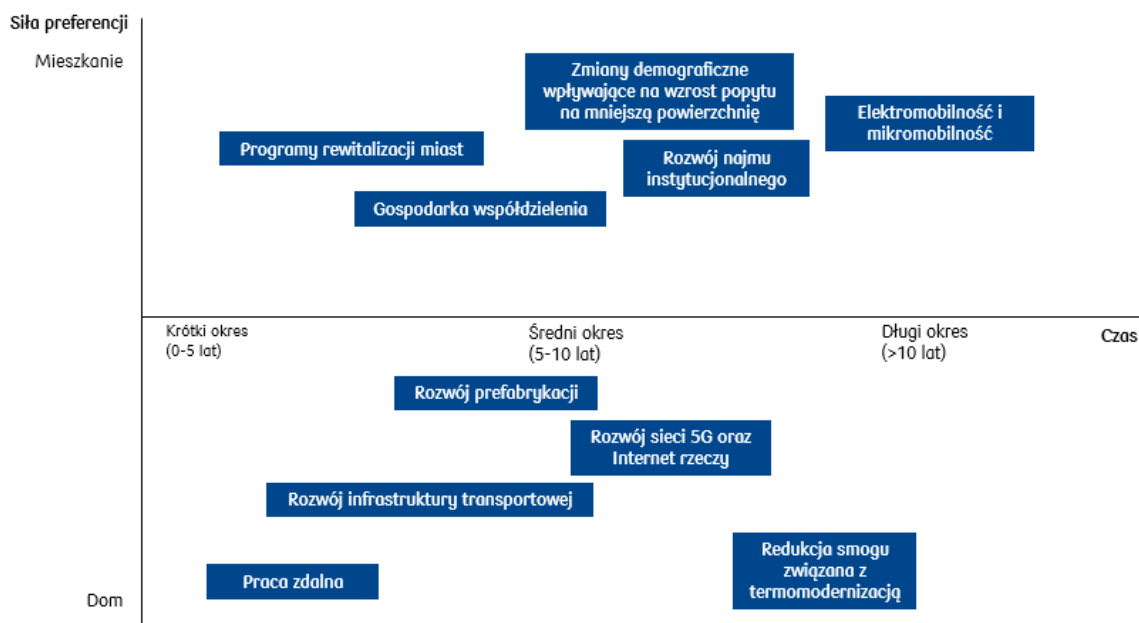 Siła preferencji
Mieszkanie
Zmiany demograficzne
wpływające na wzrost popytu
na mniejszą powierzchnię
Elektromobilność i
mikromobilność
Programy rewitalizacji miast
Rozwój najmu
instytucjonalnego
Gospodarka współdzielenia
Krótki okres
(0-5 lat)
Średni okres
(5-10 lat)
Długi okres
(>10 lat)
Czas
Rozwój prefabrykacji
Rozwój sieci 5G oraz
Internet rzeczy
Rozwój infrastruktury transportowej
Redukcja smogu
związana z
termomodernizacją
Praca zdalna
Dom